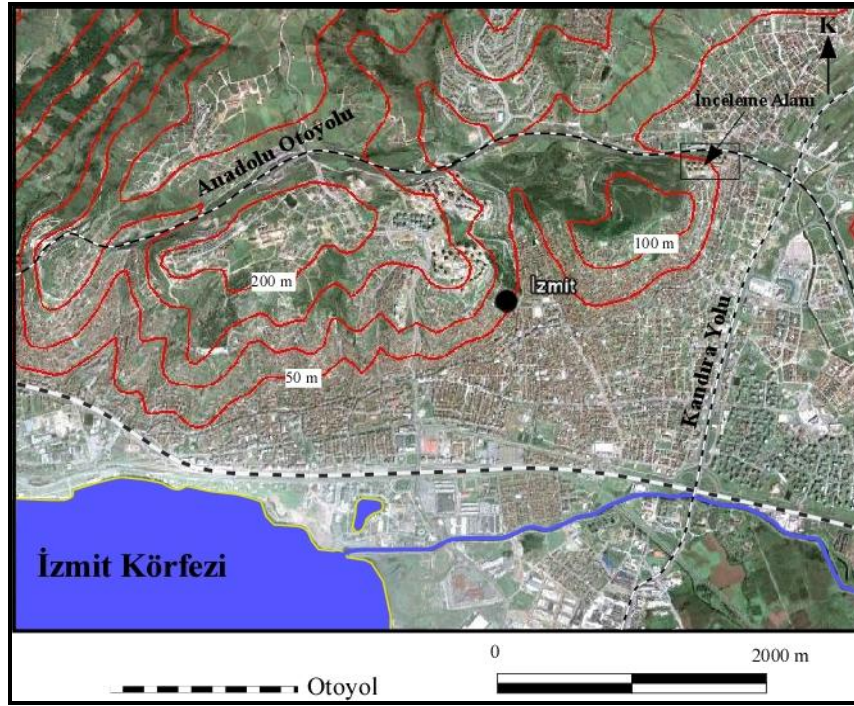 K
İnceleme Alanı
Anadolu Otoyolu
100 m
200 m
İzmit
Kandıra Yolu
50 m
İzmit Körfezi
0
2000 m
Otoyol